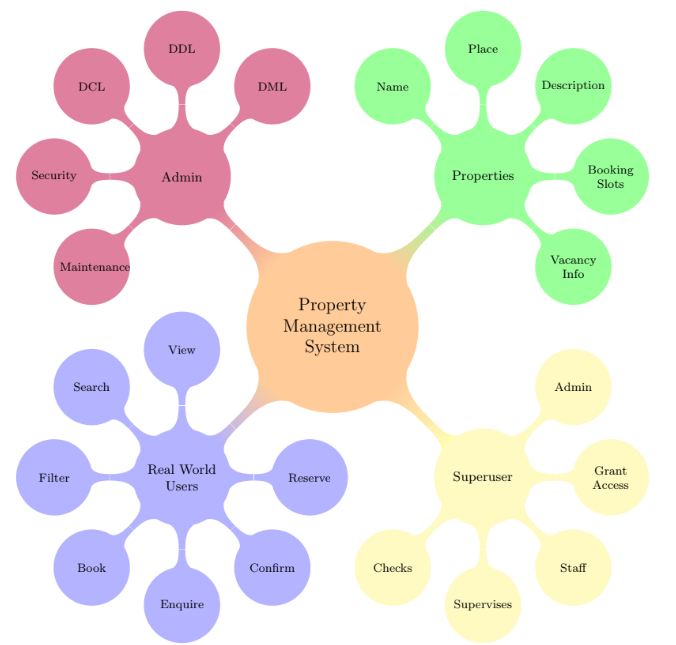 DDL
Place
DCL
DML
Name
Description
Security
Admin
Properties
Booking
Slots
Maintenance
Vacancy
Info
Property
Management
System
View
Search
Admin
Filter
Real World
Users
Reserve
Superuser
Grant
Access
Book
Confirm
Checks
Staff
Enquire
Supervises